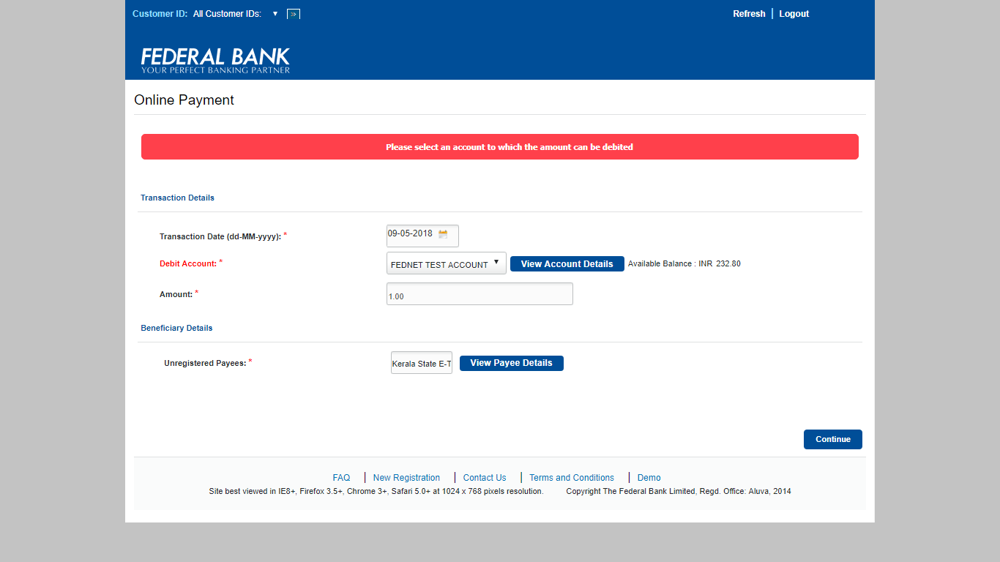 Customer ID: All Customer IDs: ▼ >> Refresh | Logout
FEDERAL BANK
YOUR PERFECT BANKING PARTNER
Online Payment
Please select an account to which the amount can be debited
Transaction Details
Transaction Date (dd-MM-yyyy): * 09-05-2018
Debit Account: * FEDNET TEST ACCOUNT ▼ View Account Details Available Balance : INR 232.80
Amount: * 1.00
Beneficiary Details
Unregistered Payees: * Kerala State E-T View Payee Details
Continue
FAQ | New Registration | Contact Us | Terms and Conditions | Demo
Site best viewed in IE8+, Firefox 3.5+, Chrome 3+, Safari 5.0+ at 1024 x 768 pixels resolution. Copyright The Federal Bank Limited, Regd. Office: Aluva, 2014